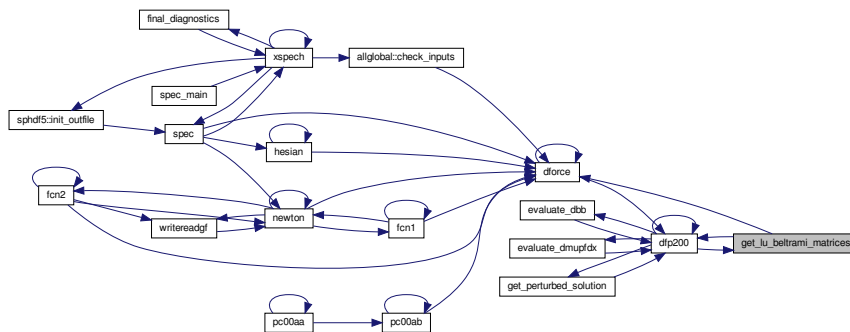 final_diagnostics
xspech
allglobal::check_inputs
spec_main
sphdf5::init_outfile
spec
hesian
dforce
fcn2
evaluate_dbb
newton
writereadgf
fcn1
dfp200
get_lu_beltrami_matrices
evaluate_dmupfdx
get_perturbed_solution
pc00aa
pc00ab